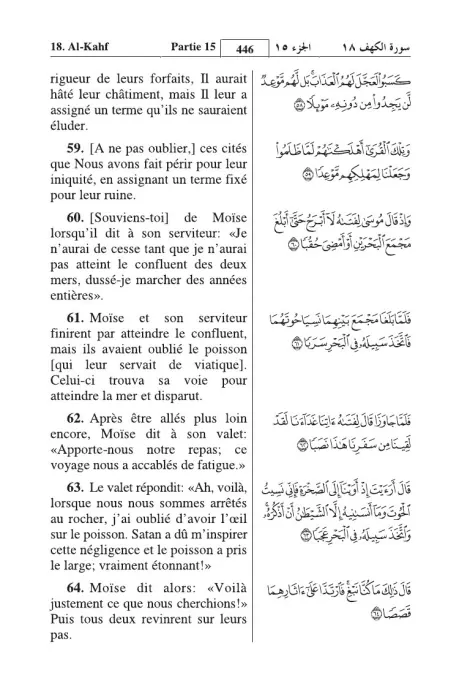 18. Al-Kahf
Partie 15
446
الجزء ١٥
سورة الكهف ١٨
rigueur de leurs forfaits, Il aurait
hâté leur châtiment, mais Il leur a
assigné un terme qu'ils ne sauraient
éluder.
59. [A ne pas oublier,] ces cités
que Nous avons fait périr pour leur
iniquité, en assignant un terme fixé
pour leur ruine.
60. [Souviens-toi] de Moïse
lorsqu'il dit à son serviteur: «Je
n'aurai de cesse tant que je n'aurai
pas atteint le confluent des deux
mers, dussé-je marcher des années
entières».
61. Moïse et son serviteur
finirent par atteindre le confluent,
mais ils avaient oublié le poisson
[qui leur servait de viatique].
Celui-ci trouva sa voie pour
atteindre la mer et disparut.
62. Après être allés plus loin
encore, Moïse dit à son valet:
«Apporte-nous notre repas; ce
voyage nous a accablés de fatigue.»
63. Le valet répondit: «Ah, voilà,
lorsque nous nous sommes arrêtés
au rocher, j'ai oublié d'avoir l'œil
sur le poisson. Satan a dû m'inspirer
cette négligence et le poisson a pris
le large; vraiment étonnant!»
64. Moïse dit alors: «Voilà
justement ce que nous cherchions!»
Puis tous deux revinrent sur leurs
pas.
كَسَبُوا۟ لَعَجَّلَ لَهُمُ ٱلْعَذَابَ ۚ بَل لَّهُم مَّوْعِدٌ
لَّن يَجِدُوا۟ مِن دُونِهِۦ مَوْئِلًا ٥٨
وَتِلْكَ ٱلْقُرَىٰٓ أَهْلَكْنَٰهُمْ لَمَّا ظَلَمُوا۟
وَجَعَلْنَا لِمَهْلِكِهِم مَّوْعِدًا ٥٩
وَإِذْ قَالَ مُوسَىٰ لِفَتَىٰهُ لَآ أَبْرَحُ حَتَّىٰٓ أَبْلُغَ
مَجْمَعَ ٱلْبَحْرَيْنِ أَوْ أَمْضِىَ حُقُبًا ٦٠
فَلَمَّا بَلَغَا مَجْمَعَ بَيْنِهِمَا نَسِيَا حُوتَهُمَا
فَٱتَّخَذَ سَبِيلَهُۥ فِى ٱلْبَحْرِ سَرَبًا ٦١
فَلَمَّا جَاوَزَا قَالَ لِفَتَىٰهُ ءَاتِنَا غَدَآءَنَا لَقَدْ
لَقِينَا مِن سَفَرِنَا هَٰذَا نَصَبًا ٦٢
قَالَ أَرَءَيْتَ إِذْ أَوَيْنَآ إِلَى ٱلصَّخْرَةِ فَإِنِّى نَسِيتُ
ٱلْحُوتَ وَمَآ أَنسَىٰنِيهُ إِلَّا ٱلشَّيْطَٰنُ أَنْ أَذْكُرَهُۥ ۚ
وَٱتَّخَذَ سَبِيلَهُۥ فِى ٱلْبَحْرِ عَجَبًا ٦٣
قَالَ ذَٰلِكَ مَا كُنَّا نَبْغِ ۚ فَٱرْتَدَّا عَلَىٰٓ ءَاثَارِهِمَا
قَصَصًا ٦٤